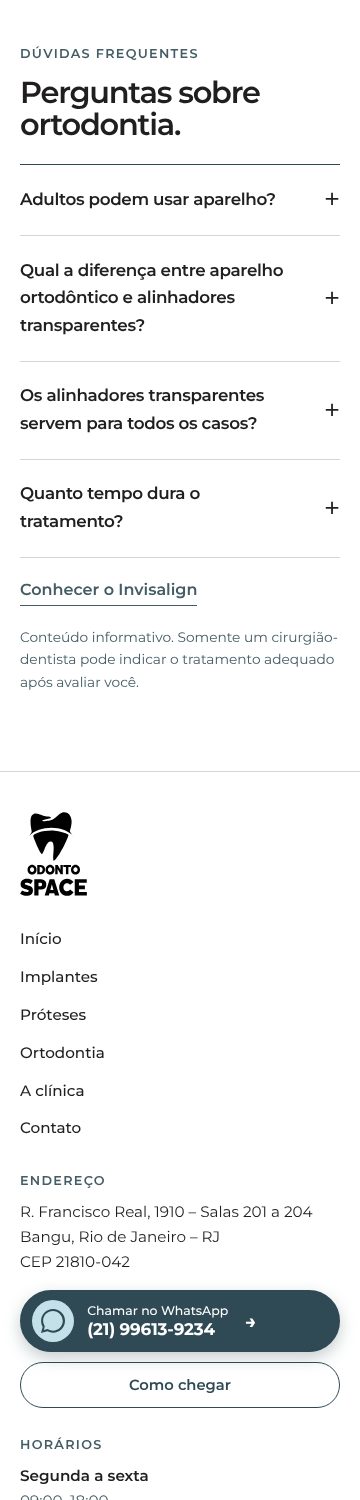 DÚVIDAS FREQUENTES
Perguntas sobre
ortodontia.
Adultos podem usar aparelho? +
Qual a diferença entre aparelho
ortodôntico e alinhadores
transparentes? +
Os alinhadores transparentes
servem para todos os casos? +
Quanto tempo dura o
tratamento? +
Conhecer o Invisalign
Conteúdo informativo. Somente um cirurgião-
dentista pode indicar o tratamento adequado
após avaliar você.
ODONTO
SPACE
Início
Implantes
Próteses
Ortodontia
A clínica
Contato
ENDEREÇO
R. Francisco Real, 1910 – Salas 201 a 204
Bangu, Rio de Janeiro – RJ
CEP 21810-042
Chamar no WhatsApp
(21) 99613-9234 →
Como chegar
HORÁRIOS
Segunda a sexta